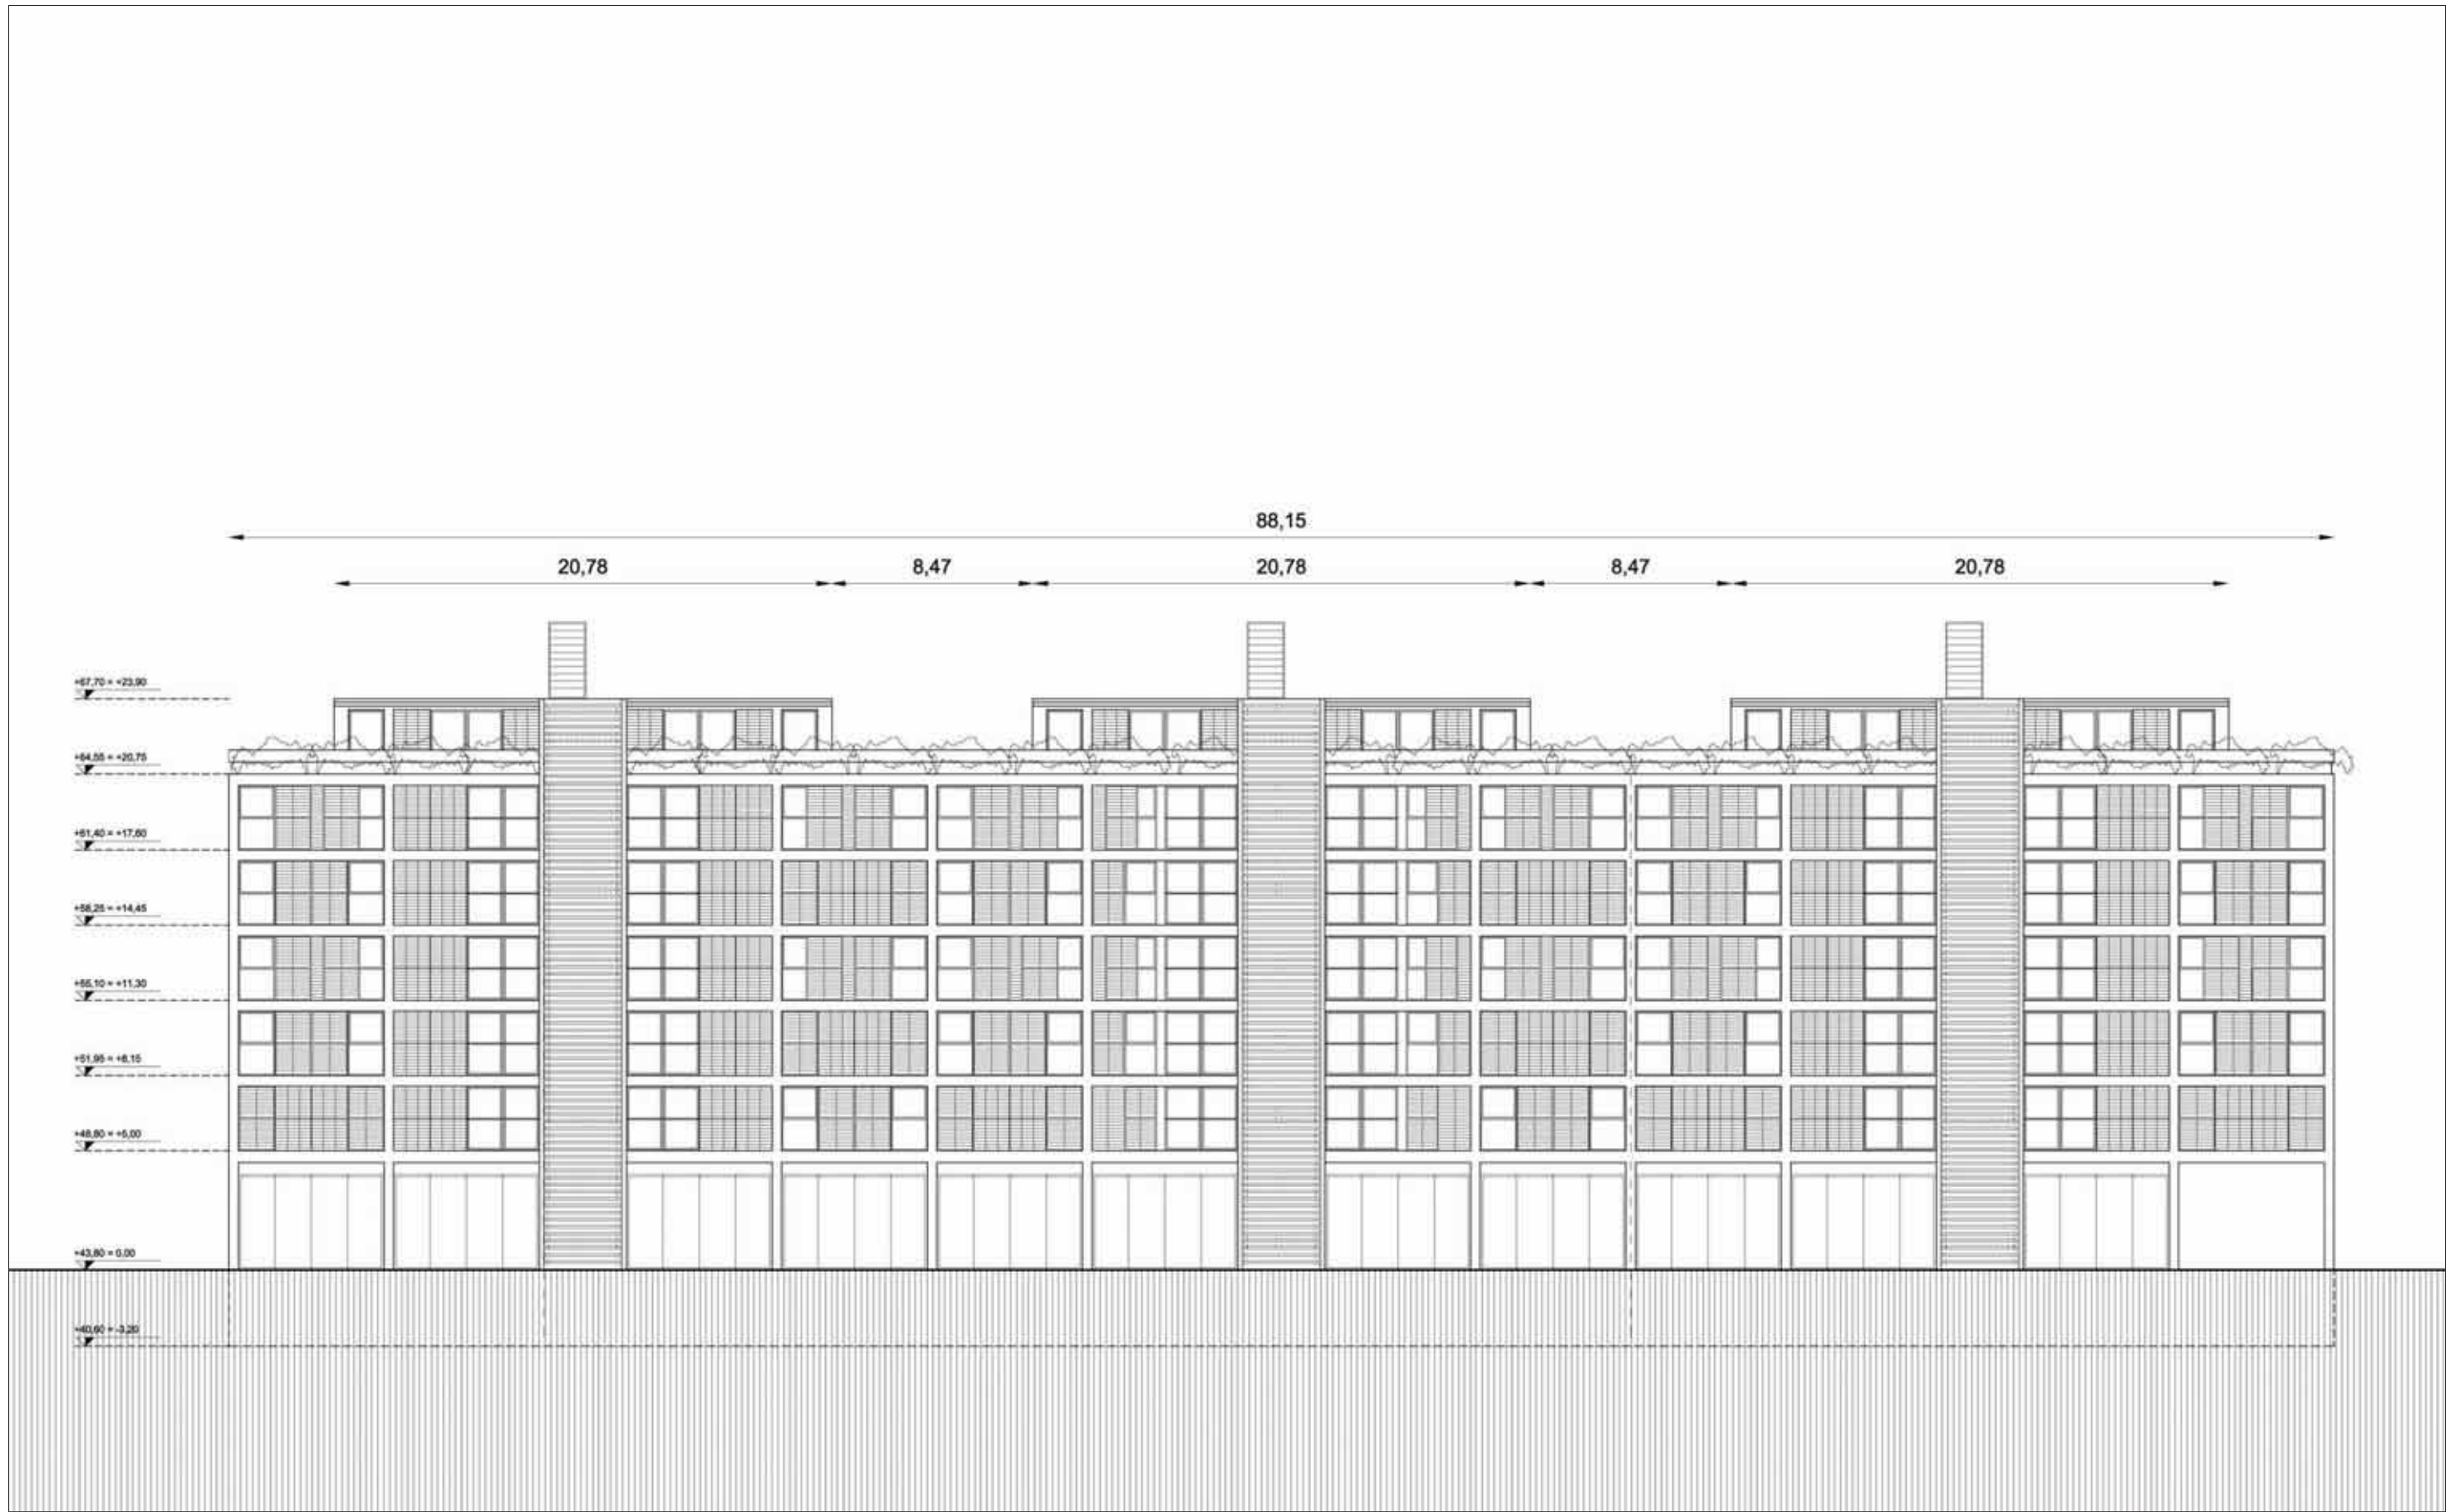 88,15
20,78 8,47 20,78 8,47 20,78
+67,70 = +23,90
+64,55 = +20,75
+61,40 = +17,60
+58,25 = +14,45
+55,10 = +11,30
+51,95 = +8,15
+48,80 = +5,00
+43,80 = 0.00
+40,60 = -3,20